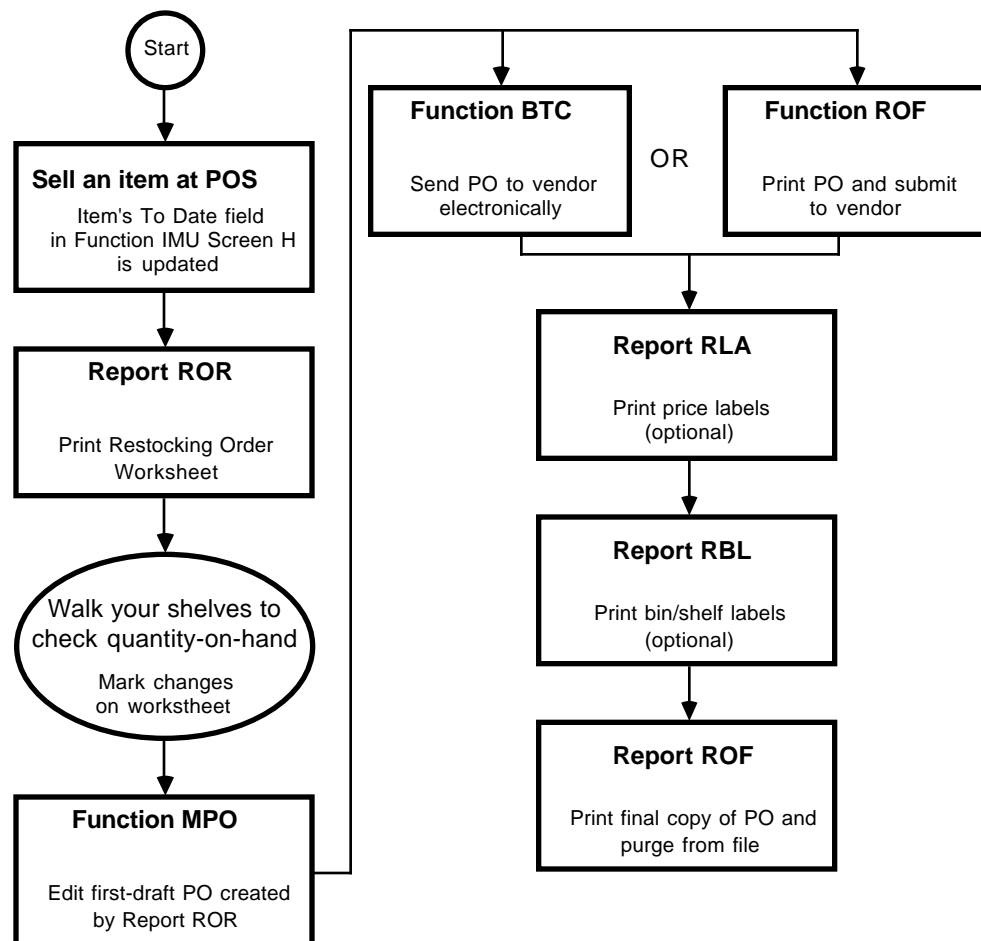 Start
Sell an item at POS
Item's To Date field
in Function IMU Screen H
is updated
Report ROR
Print Restocking Order
Worksheet
Walk your shelves to
check quantity-on-hand
Mark changes
on workstheet
Function MPO
Edit first-draft PO created
by Report ROR
Function BTC
Send PO to vendor
electronically
OR
Function ROF
Print PO and submit
to vendor
Report RLA
Print price labels
(optional)
Report RBL
Print bin/shelf labels
(optional)
Report ROF
Print final copy of PO and
purge from file